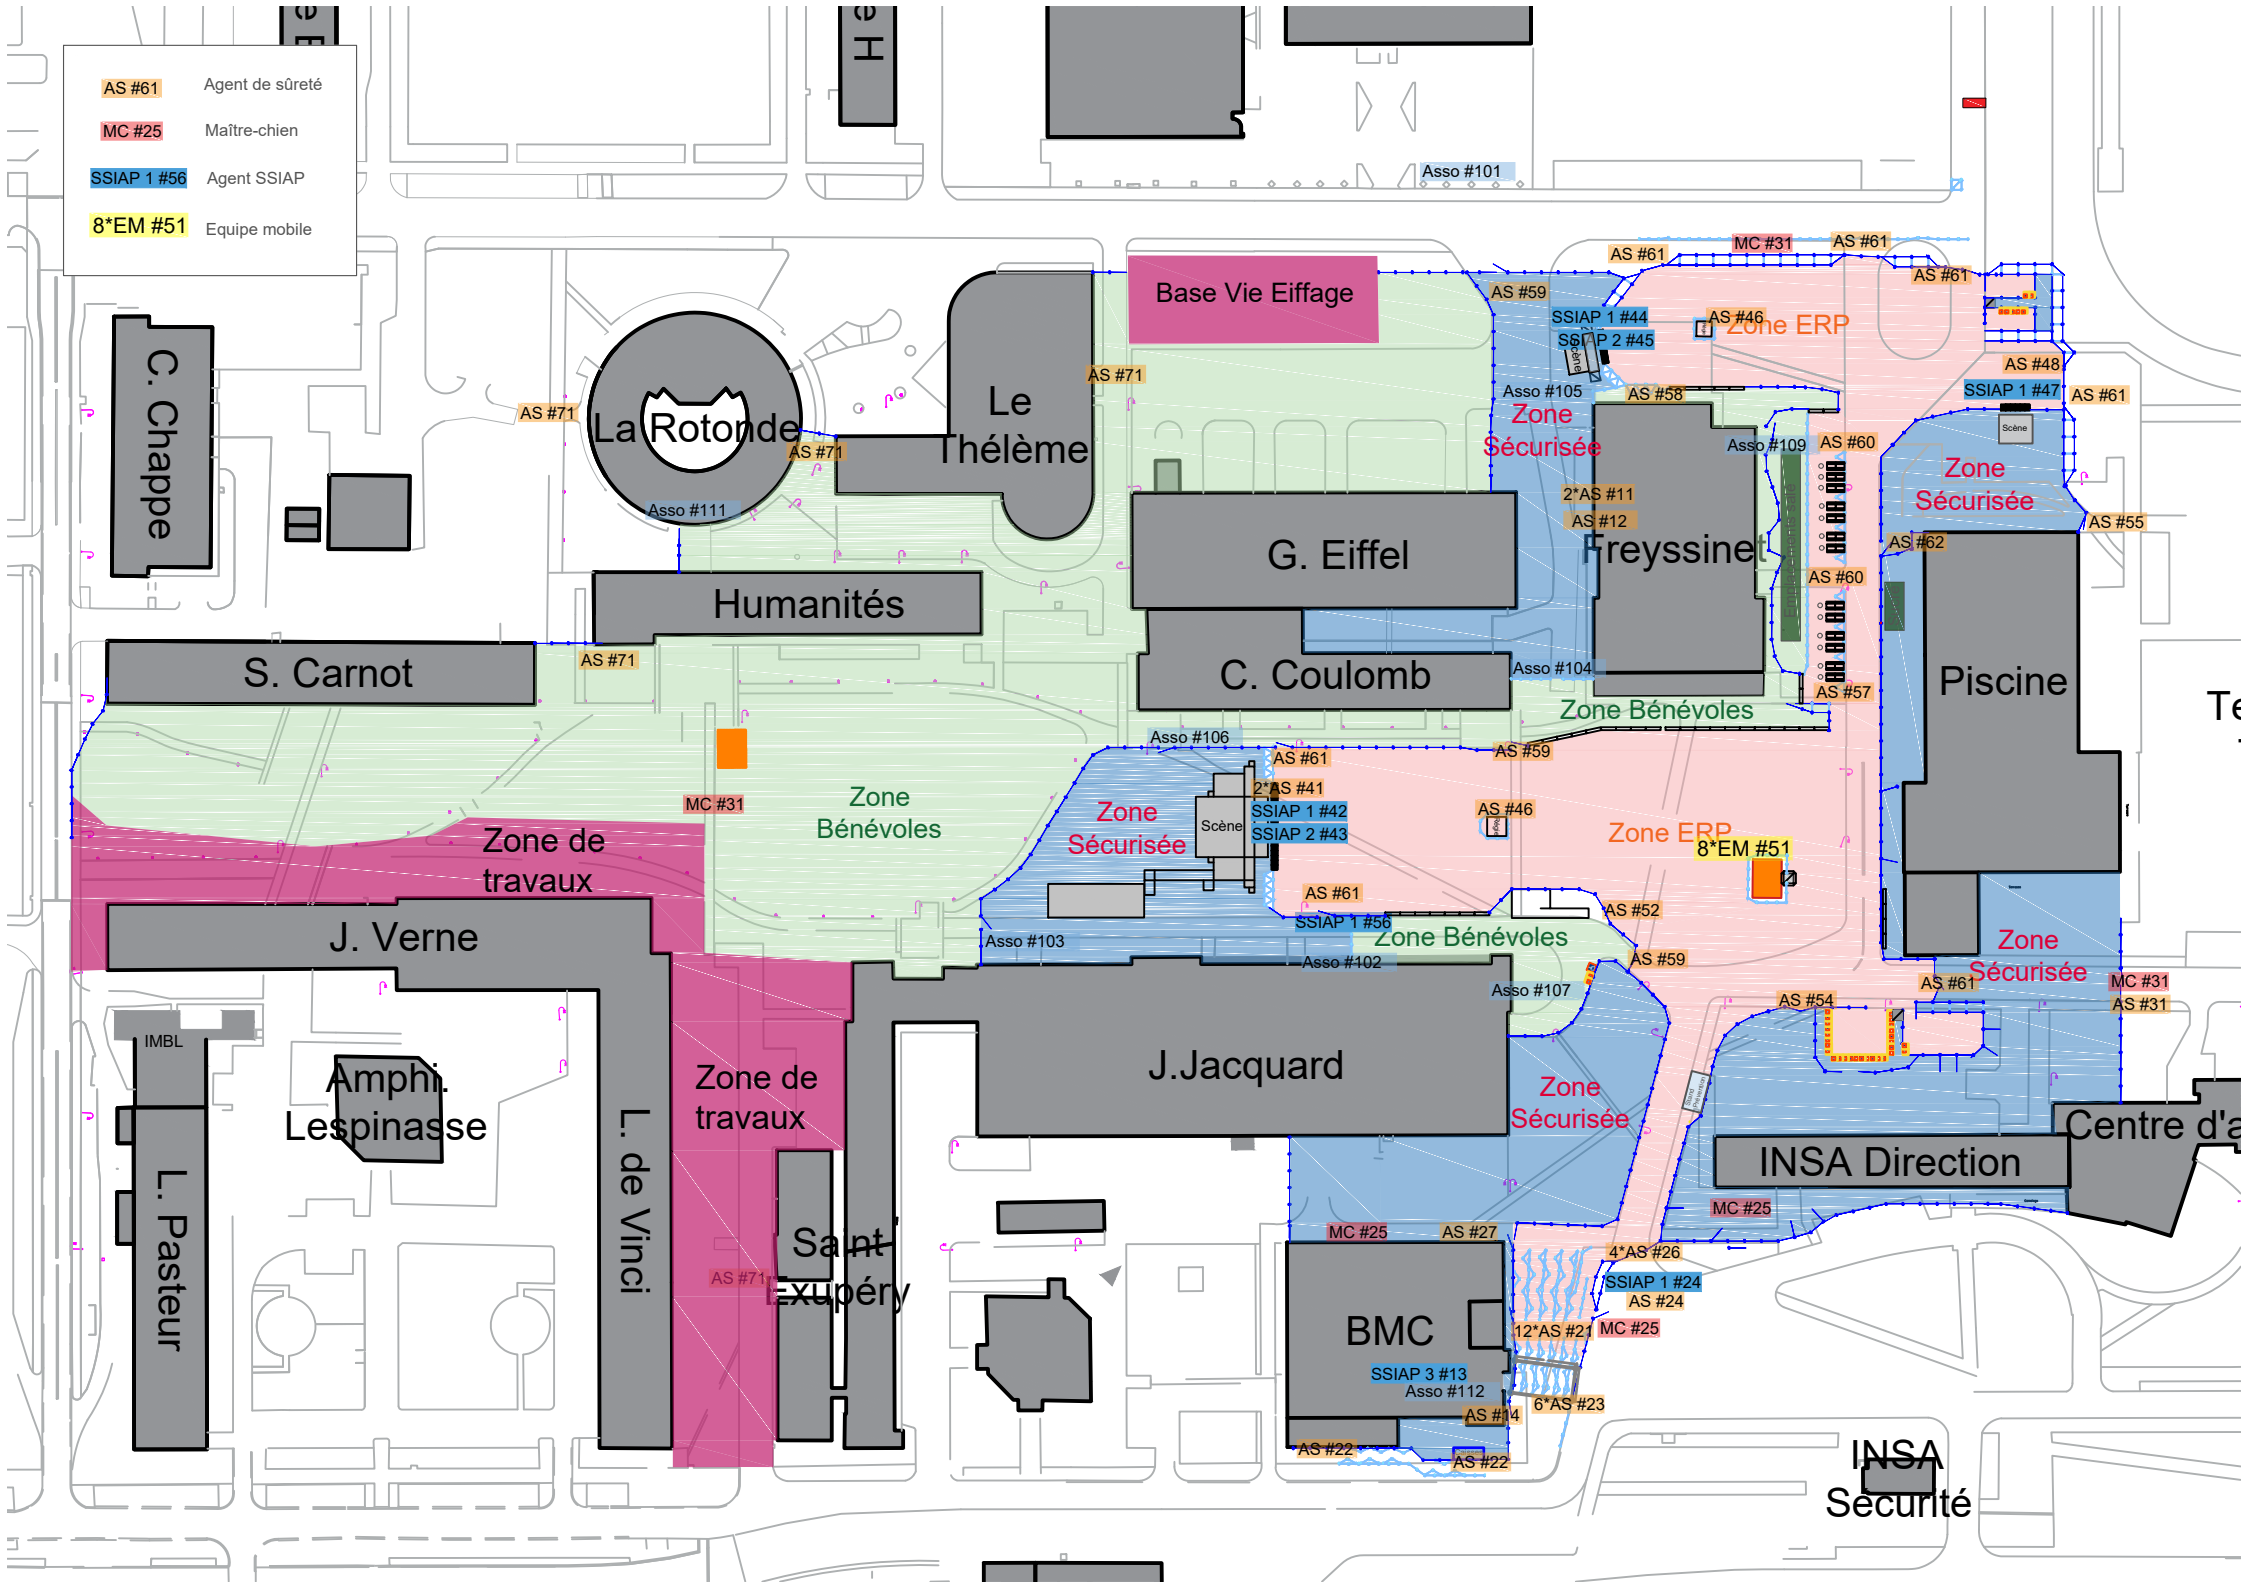 AS #61 Agent de sûreté
MC #25 Maître-chien
SSIAP 1 #56 Agent SSIAP
8*EM #51 Equipe mobile
e E
e H
Asso #101
AS #61
MC #31
AS #61
AS #61
Base Vie Eiffage
AS #59
SSIAP 1 #44
SSIAP 2 #45
Scène
AS #46
Zone ERP
AS #48
SSIAP 1 #47
AS #61
Scène
C. Chappe
La Rotonde
Le
Thélème
AS #71
AS #71
AS #71
Asso #111
Asso #105
AS #58
Zone
Sécurisée
Asso #109
AS #60
Zone
Sécurisée
2*AS #11
AS #12
Freyssinet
G. Eiffel
AS #55
AS #62
AS #60
Humanités
S. Carnot
AS #71
C. Coulomb
Asso #104
AS #57
Piscine
Te
Zone Bénévoles
Asso #106
AS #61
AS #59
2*AS #41
SSIAP 1 #42
SSIAP 2 #43
Scène
AS #46
Régie
Zone ERP
8*EM #51
MC #31
Zone
Bénévoles
Zone
Sécurisée
Zone de
travaux
J. Verne
AS #61
SSIAP 1 #56
Zone Bénévoles
AS #52
Asso #103
Asso #102
AS #59
Asso #107
Zone
Sécurisée
MC #31
AS #31
AS #61
AS #54
IMBL
Amphi.
Lespinasse
L. Pasteur
L. de Vinci
Zone de
travaux
J.Jacquard
Zone
Sécurisée
Stand
Prévention
INSA Direction
Centre d'a
MC #25
AS #71
Saint
Exupéry
MC #25
AS #27
4*AS #26
SSIAP 1 #24
AS #24
MC #25
12*AS #21
BMC
SSIAP 3 #13
Asso #112
6*AS #23
AS #14
AS #22
AS #22
INSA
Sécurité